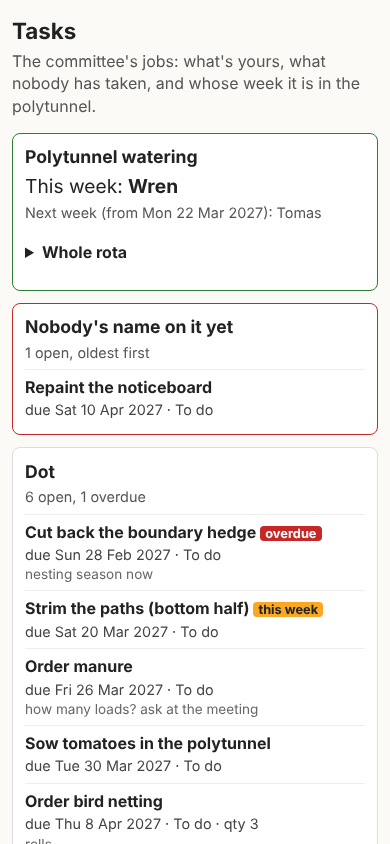 Tasks
The committee's jobs: what's yours, what
nobody has taken, and whose week it is in the
polytunnel.
Polytunnel watering
This week: Wren
Next week (from Mon 22 Mar 2027): Tomas
Whole rota
Nobody's name on it yet
1 open, oldest first
Repaint the noticeboard
due Sat 10 Apr 2027 · To do
Dot
6 open, 1 overdue
Cut back the boundary hedge overdue
due Sun 28 Feb 2027 · To do
nesting season now
Strim the paths (bottom half) this week
due Sat 20 Mar 2027 · To do
Order manure
due Fri 26 Mar 2027 · To do
how many loads? ask at the meeting
Sow tomatoes in the polytunnel
due Tue 30 Mar 2027 · To do
Order bird netting
due Thu 8 Apr 2027 · To do · qty 3